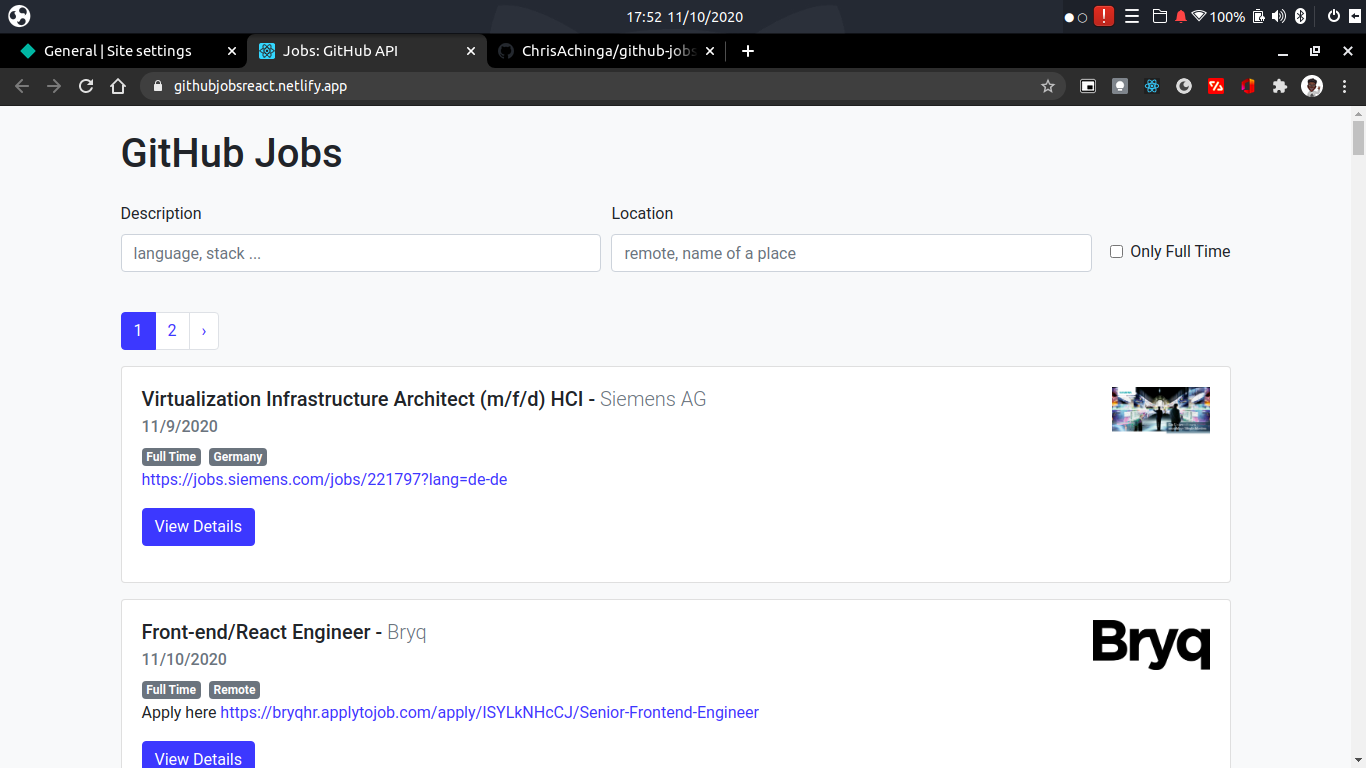 17:52 11/10/2020
100%
General | Site settings
Jobs: GitHub API
ChrisAchinga/github-jobs
githubjobsreact.netlify.app
GitHub Jobs
Description
Location
language, stack ...
remote, name of a place
Only Full Time
1 2 ›
Virtualization Infrastructure Architect (m/f/d) HCI - Siemens AG
11/9/2020
Full Time Germany
https://jobs.siemens.com/jobs/221797?lang=de-de
View Details
Front-end/React Engineer - Bryq
Bryq
11/10/2020
Full Time Remote
Apply here https://bryqhr.applytojob.com/apply/ISYLkNHcCJ/Senior-Frontend-Engineer
View Details